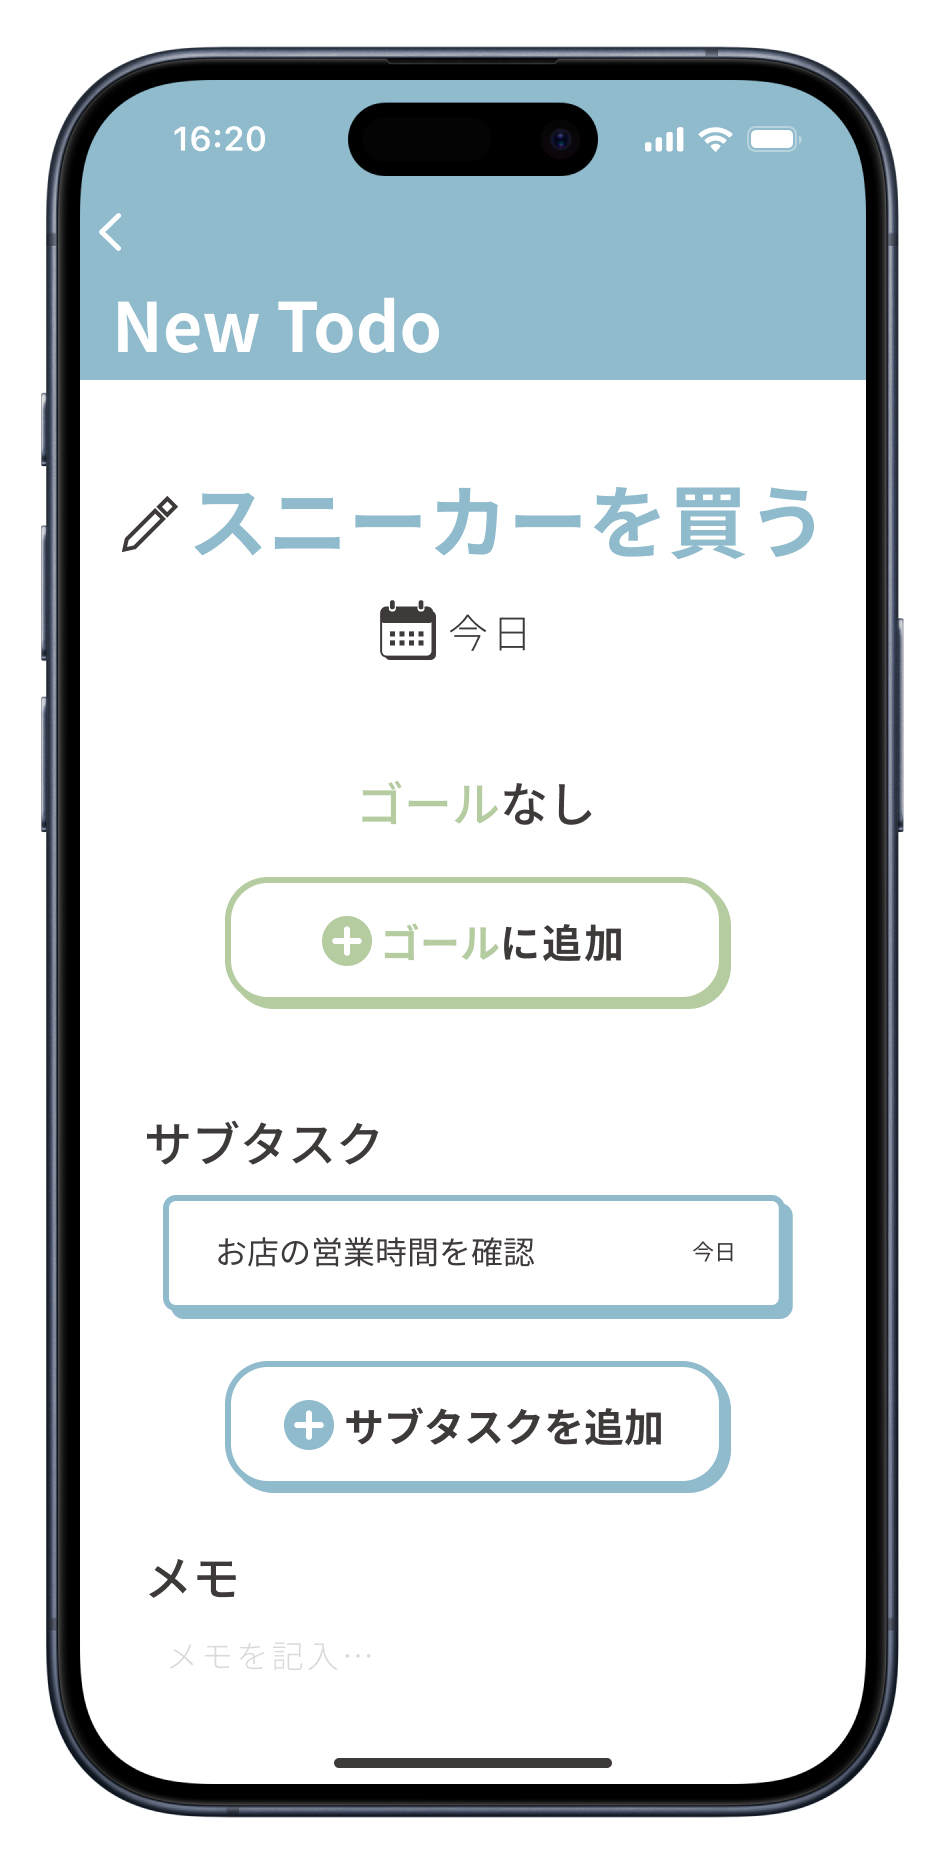 16:20
New Todo
スニーカーを買う
今日
ゴールなし
ゴールに追加
サブタスク
お店の営業時間を確認 今日
サブタスクを追加
メモ
メモを記入…